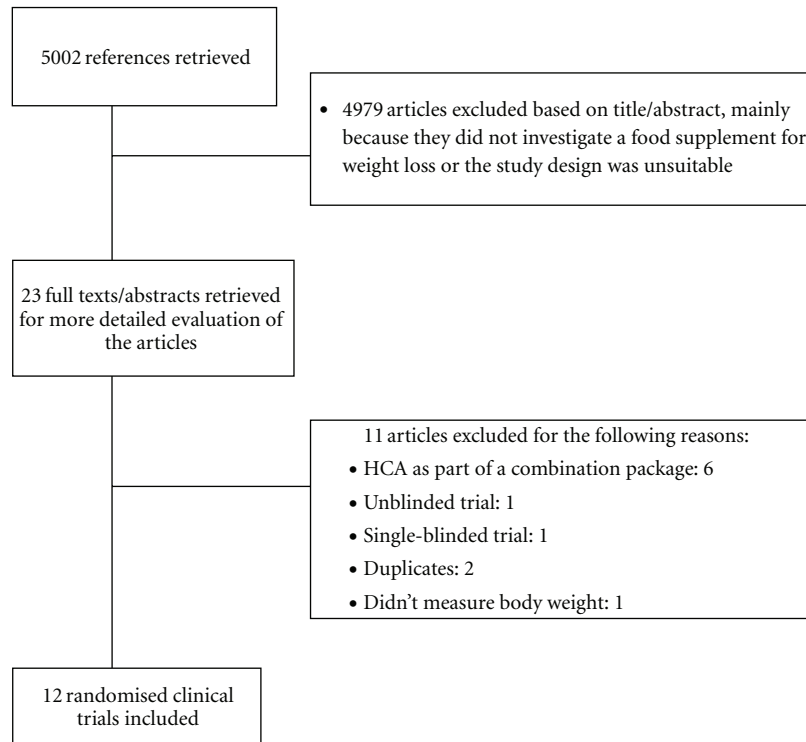 5002 references retrieved
• 4979 articles excluded based on title/abstract, mainly
because they did not investigate a food supplement for
weight loss or the study design was unsuitable
23 full texts/abstracts retrieved
for more detailed evaluation of
the articles
11 articles excluded for the following reasons:
• HCA as part of a combination package: 6
• Unblinded trial: 1
• Single-blinded trial: 1
• Duplicates: 2
• Didn't measure body weight: 1
12 randomised clinical
trials included